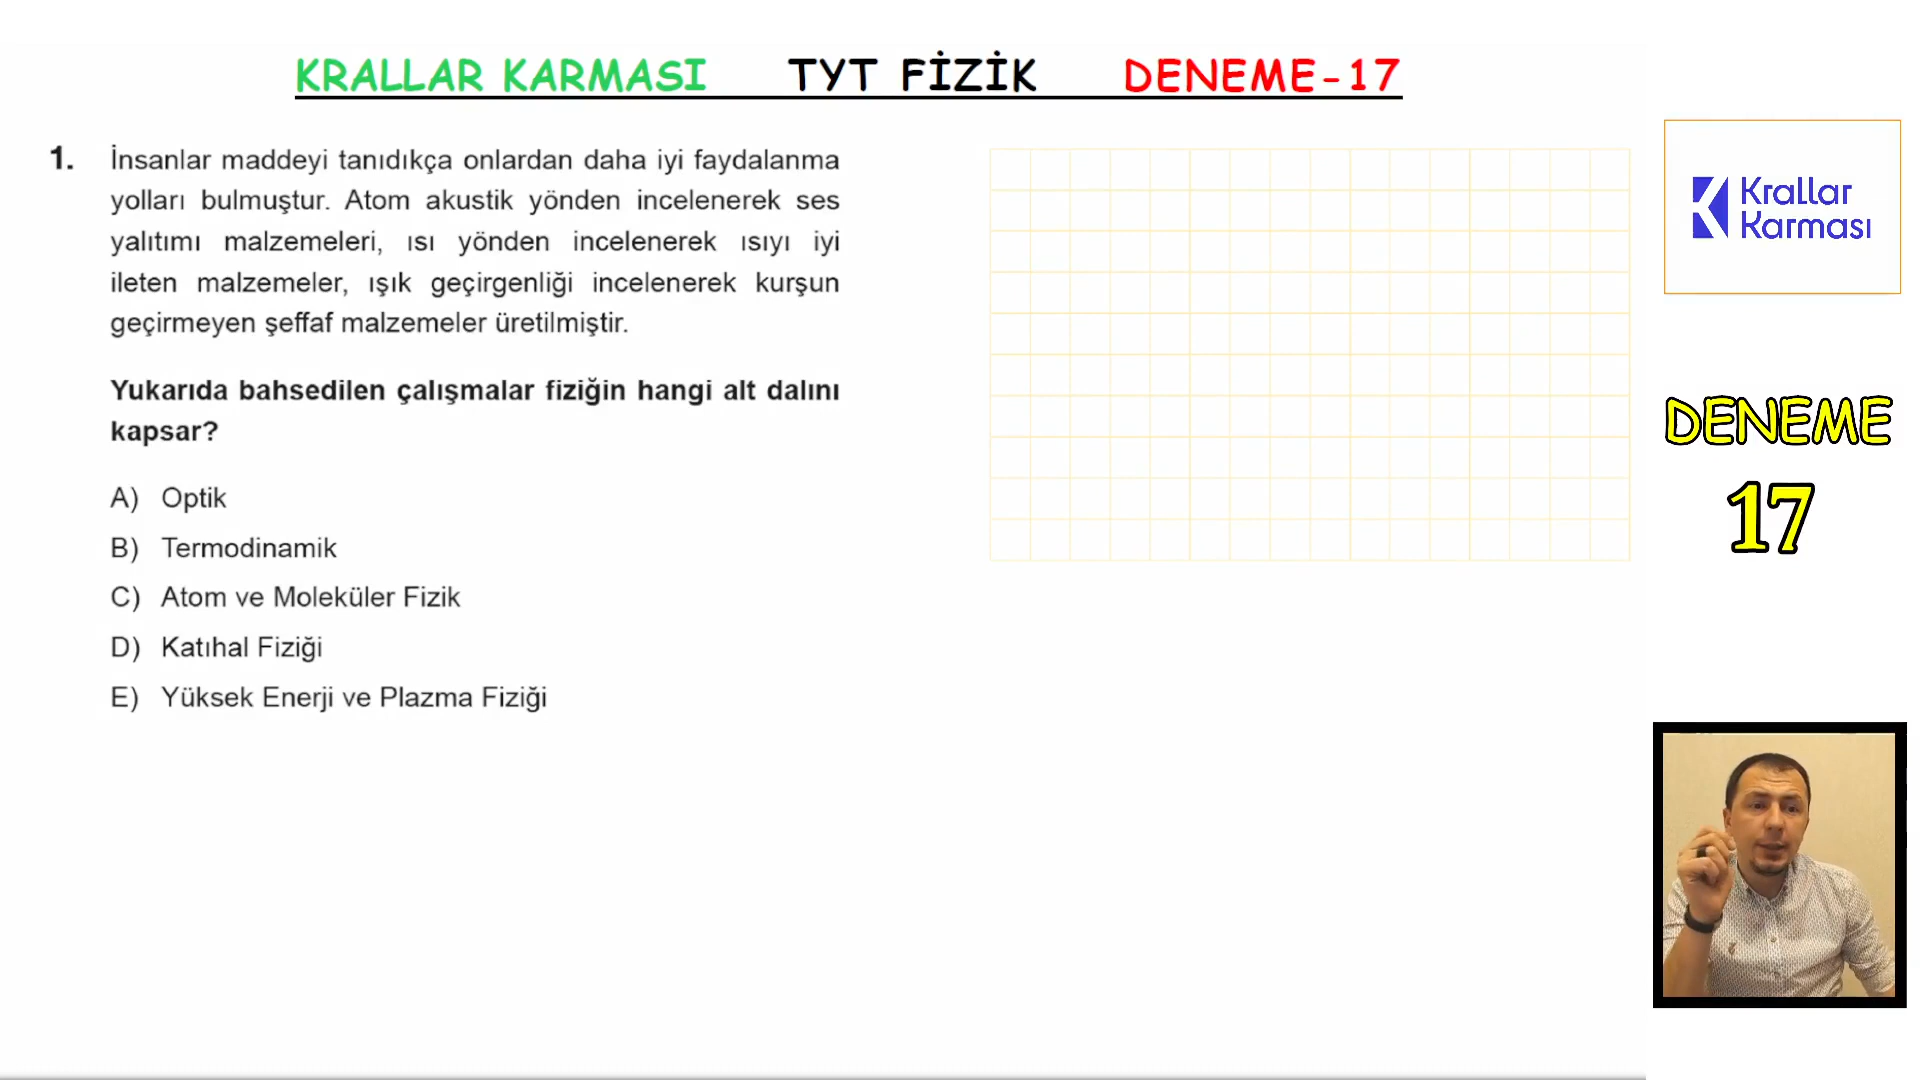 KRALLAR KARMASI TYT FİZİK DENEME-17
1. İnsanlar maddeyi tanıdıkça onlardan daha iyi faydalanma
yolları bulmuştur. Atom akustik yönden incelenerek ses
yalıtımı malzemeleri, ısı yönden incelenerek ısıyı iyi
ileten malzemeler, ışık geçirgenliği incelenerek kurşun
geçirmeyen şeffaf malzemeler üretilmiştir.
Yukarıda bahsedilen çalışmalar fiziğin hangi alt dalını
kapsar?
A) Optik
B) Termodinamik
C) Atom ve Moleküler Fizik
D) Katıhal Fiziği
E) Yüksek Enerji ve Plazma Fiziği
Krallar
Karması
DENEME
17